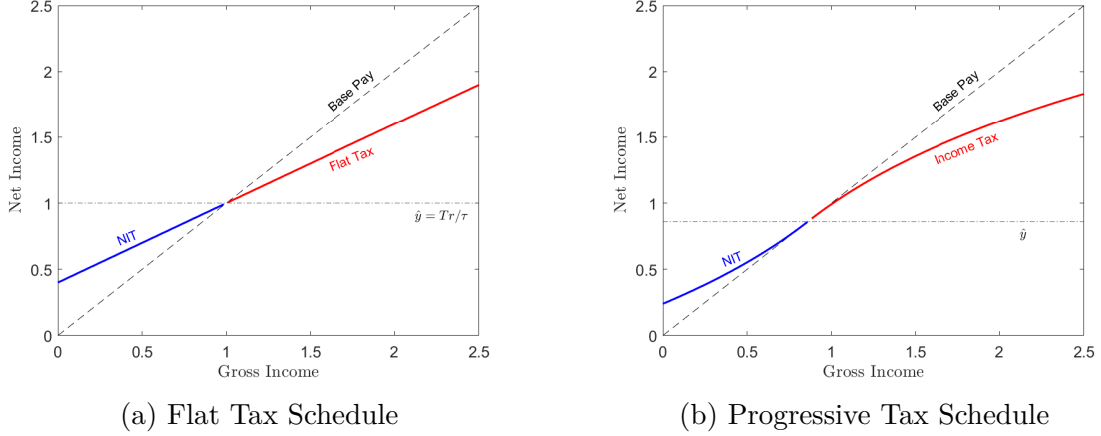 2.5
2
1.5
1
0.5
0
Net Income
Base Pay
Flat Tax
NIT
ŷ = Tr/τ
0 0.5 1 1.5 2 2.5
Gross Income
(a) Flat Tax Schedule
2.5
2
1.5
1
0.5
0
Net Income
Base Pay
Income Tax
NIT
ŷ
0 0.5 1 1.5 2 2.5
Gross Income
(b) Progressive Tax Schedule